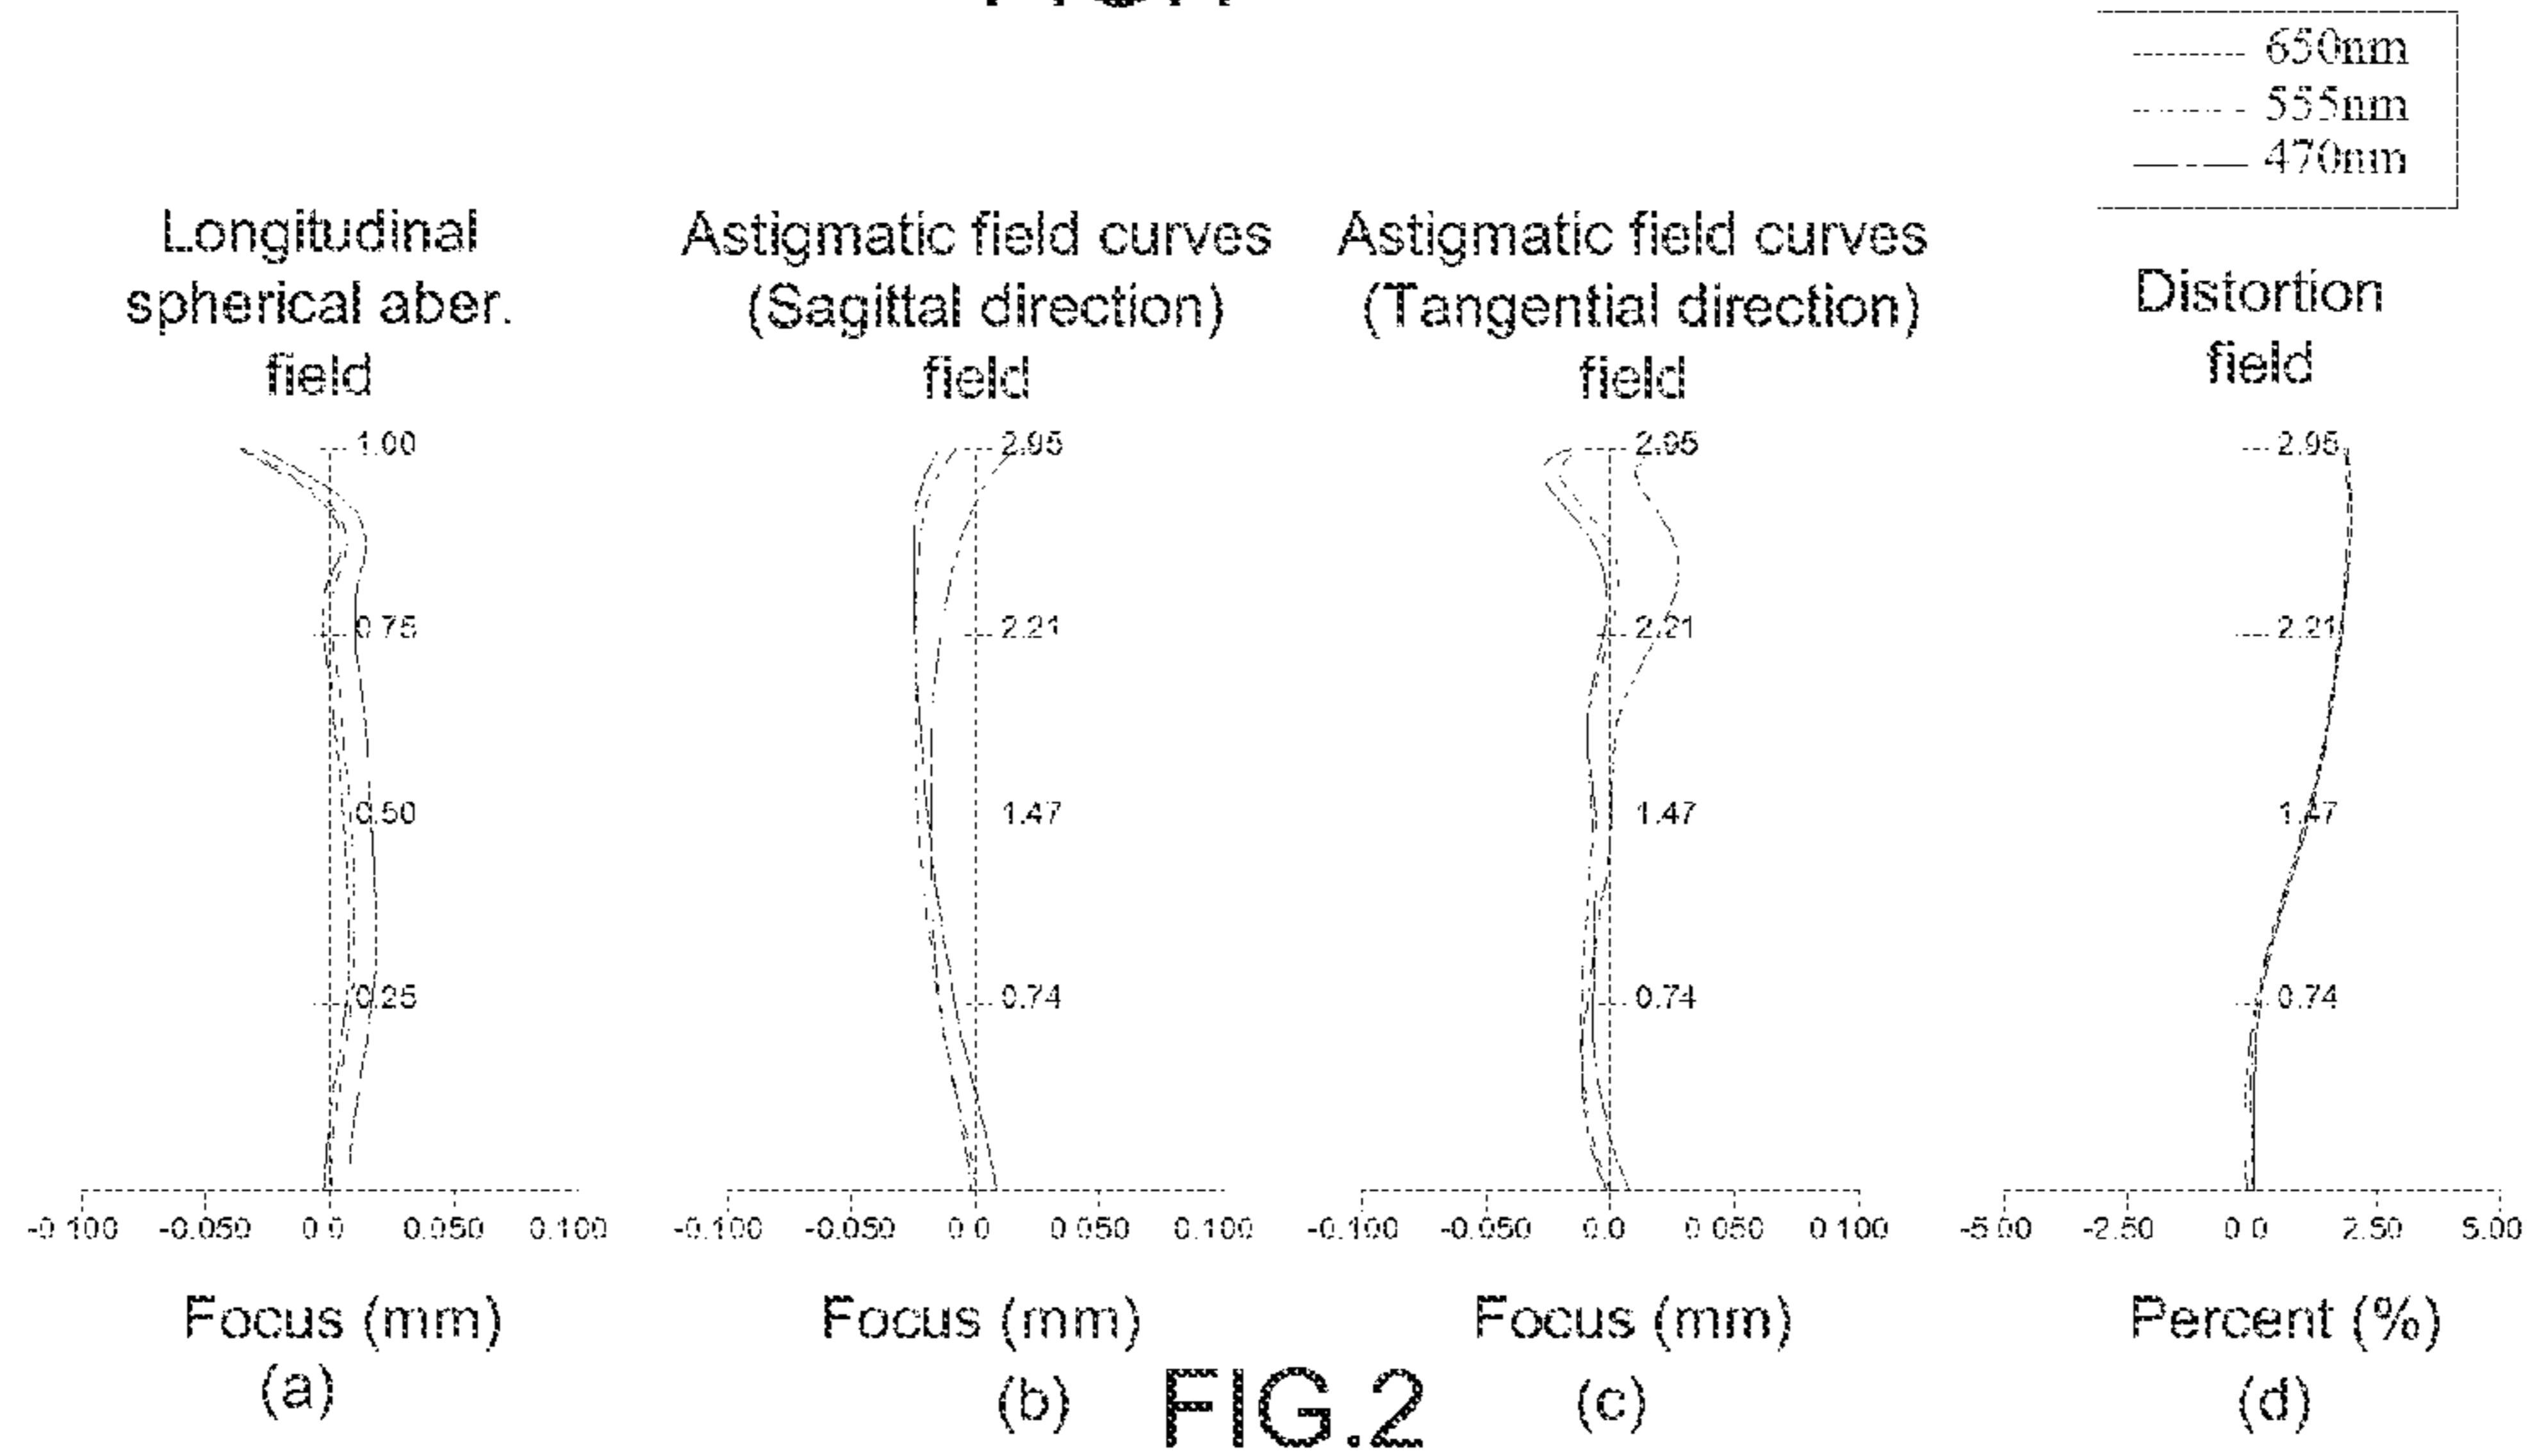 650nm
555nm
470nm
Longitudinal
spherical aber.
field
Astigmatic field curves
(Sagittal direction)
field
Astigmatic field curves
(Tangential direction)
field
Distortion
field
1.00
0.75
0.50
0.25
-0.100 -0.050 0.0 0.050 0.100
Focus (mm)
(a)
2.95
2.21
1.47
0.74
-0.100 -0.050 0.0 0.050 0.100
Focus (mm)
(b)
2.95
2.21
1.47
0.74
-0.100 -0.050 0.0 0.050 0.100
Focus (mm)
(c)
2.95
2.21
1.47
0.74
-5.00 -2.50 0.0 2.50 5.00
Percent (%)
(d)
FIG.2